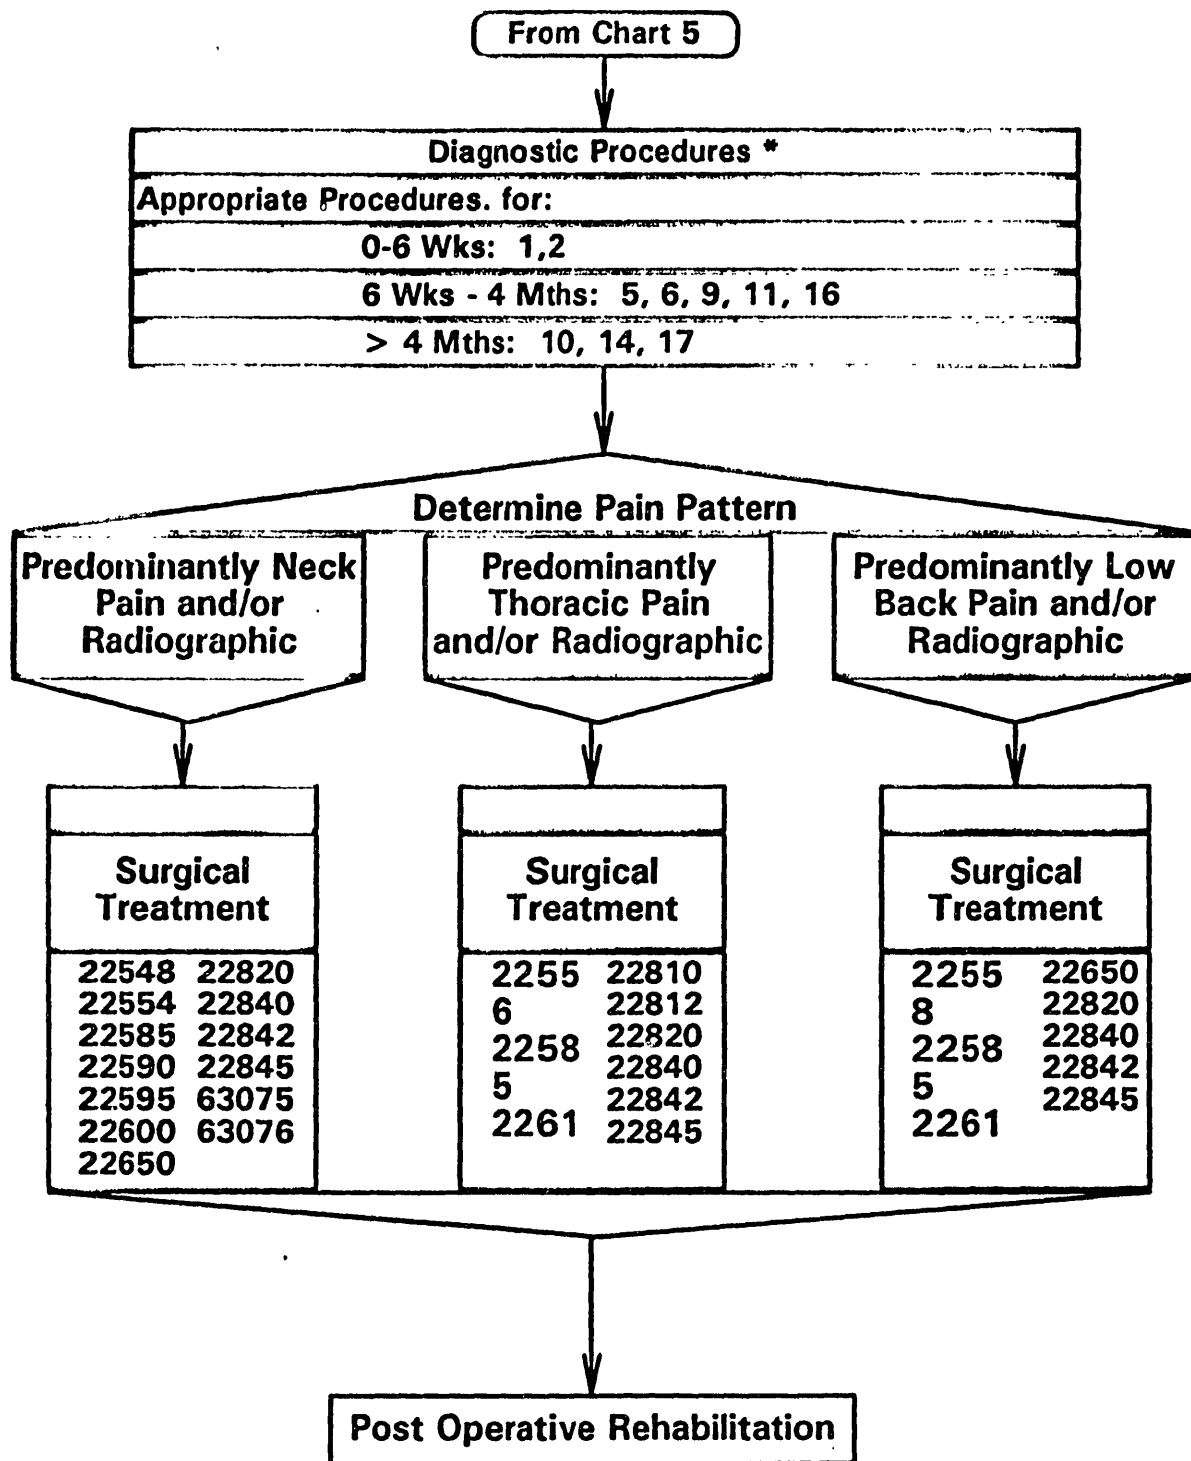 From Chart 5
Diagnostic Procedures *
Appropriate Procedures. for:
0-6 Wks: 1,2
6 Wks - 4 Mths: 5, 6, 9, 11, 16
> 4 Mths: 10, 14, 17
Determine Pain Pattern
Predominantly Neck
Pain and/or
Radiographic
Predominantly
Thoracic Pain
and/or Radiographic
Predominantly Low
Back Pain and/or
Radiographic
Surgical
Treatment
22548 22820
22554 22840
22585 22842
22590 22845
22595 63075
22600 63076
22650
Surgical
Treatment
2255
6
2258
5
2261
22810
22812
22820
22840
22842
22845
Surgical
Treatment
2255
8
2258
5
2261
22650
22820
22840
22842
22845
Post Operative Rehabilitation